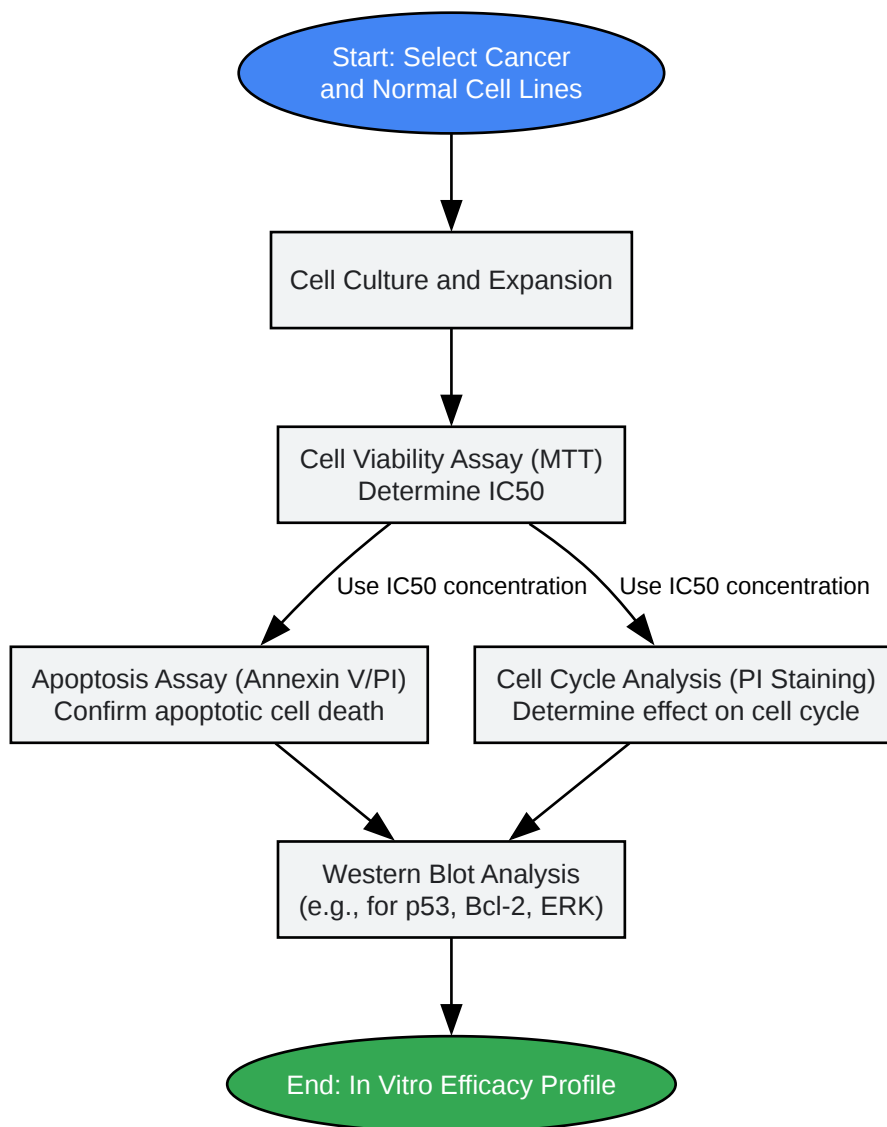 Start: Select Cancer
and Normal Cell Lines
Cell Culture and Expansion
Cell Viability Assay (MTT)
Determine IC50
Use IC50 concentration
Use IC50 concentration
Apoptosis Assay (Annexin V/PI)
Confirm apoptotic cell death
Cell Cycle Analysis (PI Staining)
Determine effect on cell cycle
Western Blot Analysis
(e.g., for p53, Bcl-2, ERK)
End: In Vitro Efficacy Profile